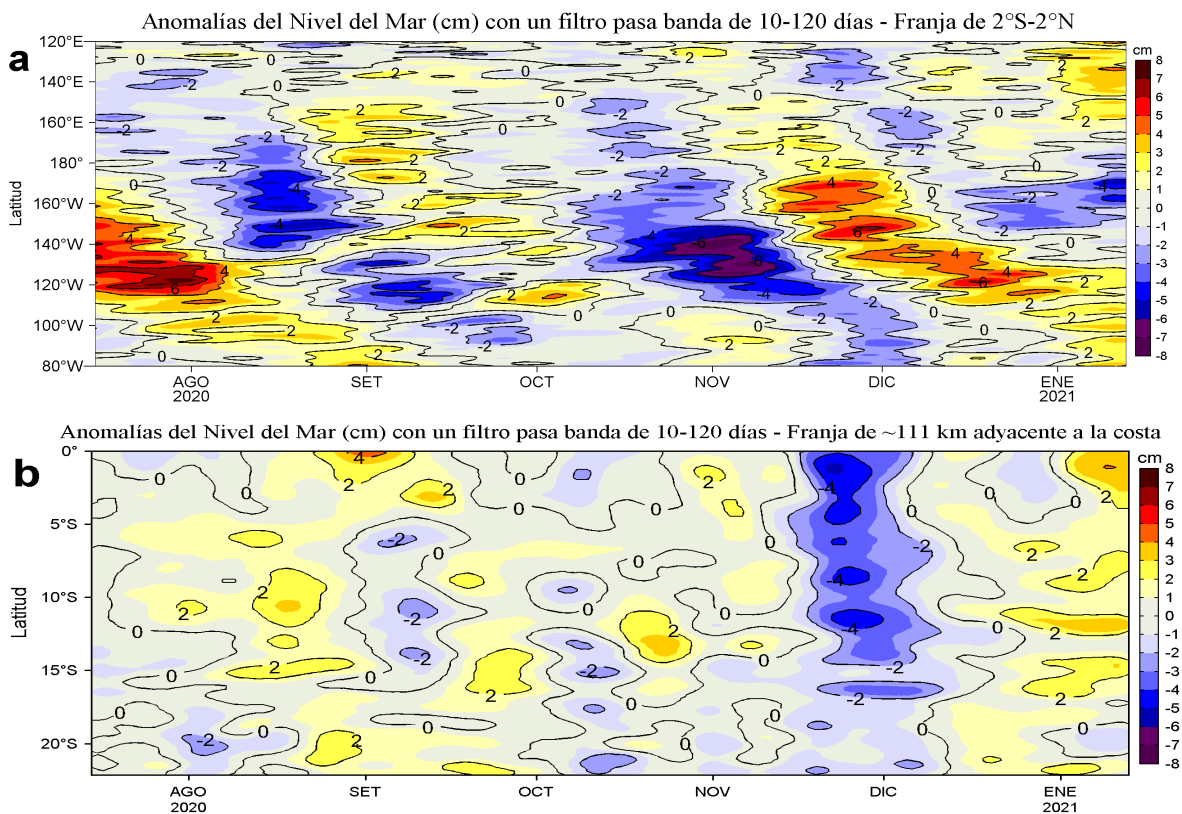 Anomalías del Nivel del Mar (cm) con un filtro pasa banda de 10-120 días - Franja de 2°S-2°N
a
Latitud
120°E
140°E
160°E
180°
160°W
140°W
120°W
100°W
80°W
AGO
2020
SET
OCT
NOV
DIC
ENE
2021
cm
8
7
6
5
4
3
2
1
0
-1
-2
-3
-4
-5
-6
-7
-8
Anomalías del Nivel del Mar (cm) con un filtro pasa banda de 10-120 días - Franja de ~111 km adyacente a la costa
b
Latitud
0°
5°S
10°S
15°S
20°S
AGO
2020
SET
OCT
NOV
DIC
ENE
2021
cm
8
7
6
5
4
3
2
1
0
-1
-2
-3
-4
-5
-6
-7
-8